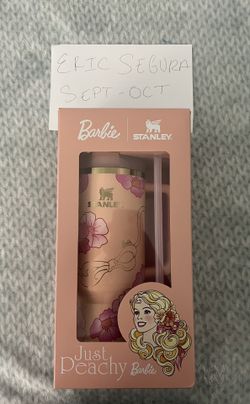 ERIC SEGURA
SEPT-OCT
Barbie STANLEY
STANLEY
Just
Peachy
Barbie